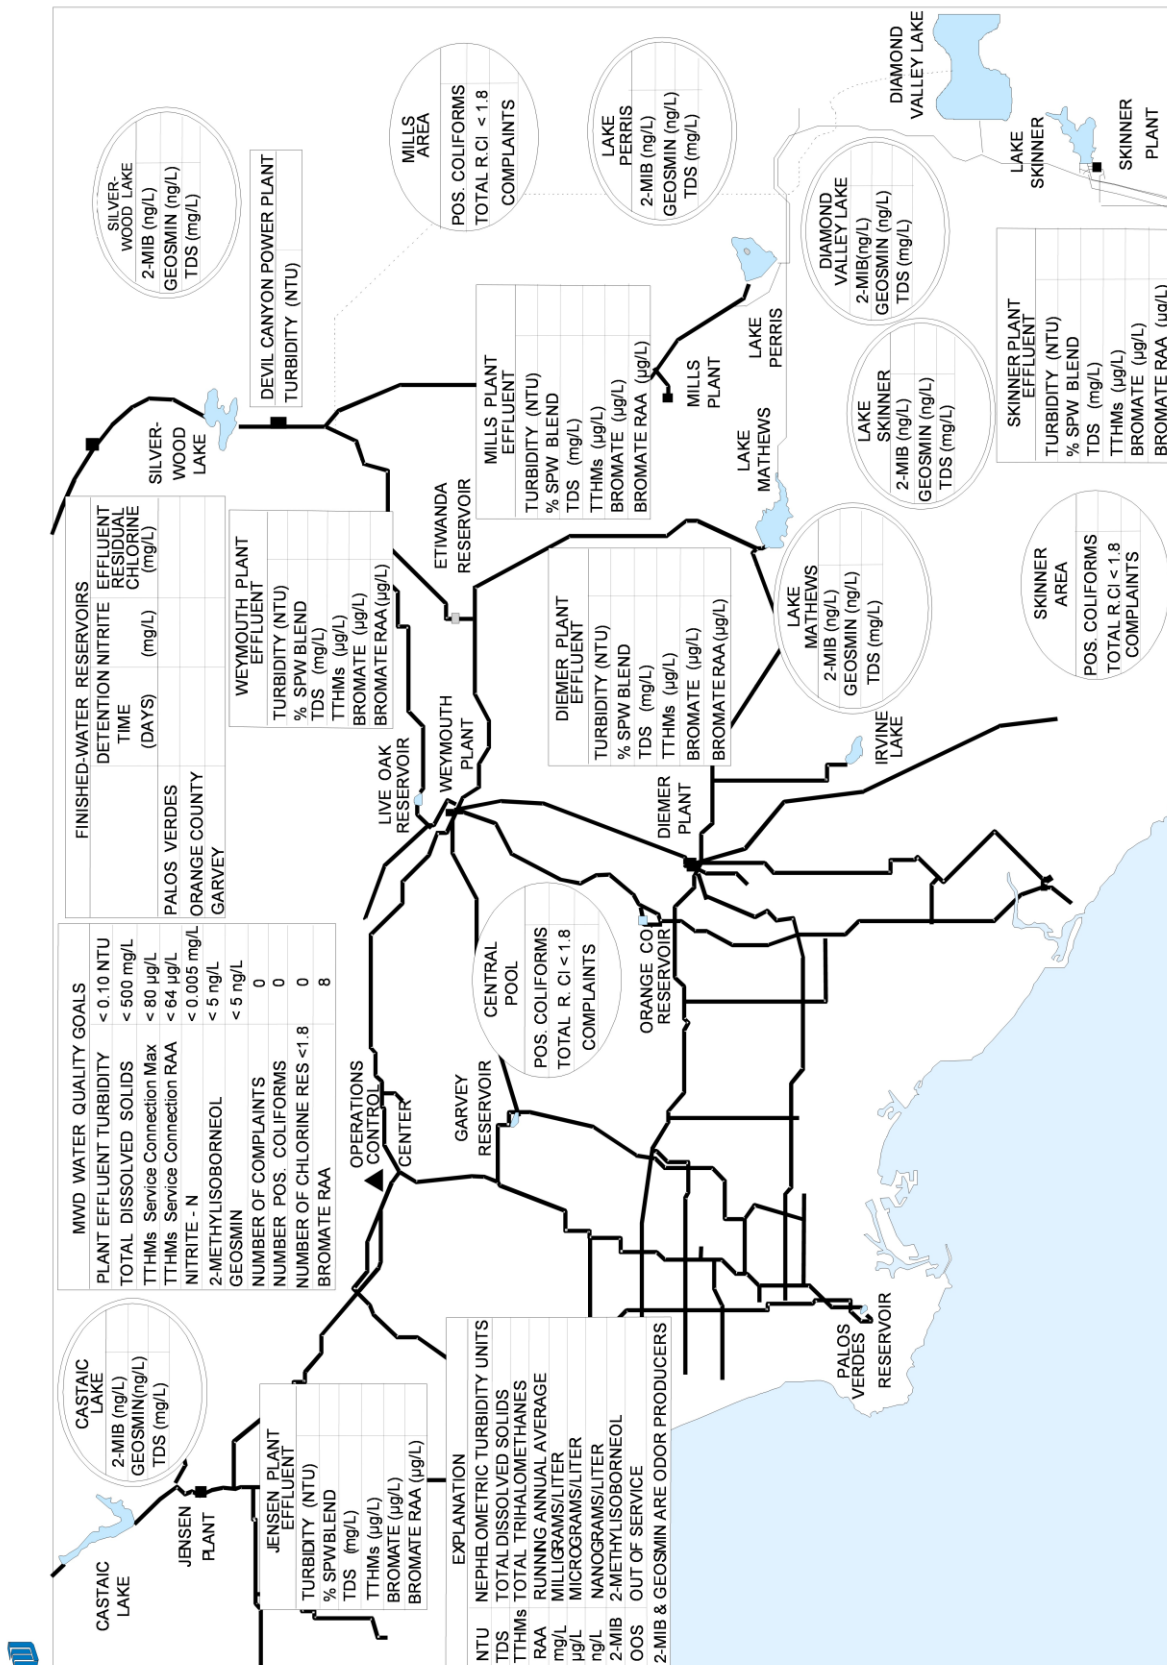 CASTAIC
LAKE
2-MIB (ng/L)
GEOSMIN(ng/L)
TDS (mg/L)
CASTAIC
LAKE
JENSEN
PLANT
JENSEN PLANT
EFFLUENT
TURBIDITY (NTU)
% SPW BLEND
TDS (mg/L)
TTHMs (µg/L)
BROMATE (µg/L)
BROMATE RAA (µg/L)
EXPLANATION
NTU NEPHELOMETRIC TURBIDITY UNITS
TDS TOTAL DISSOLVED SOLIDS
TTHMs TOTAL TRIHALOMETHANES
RAA RUNNING ANNUAL AVERAGE
mg/L MILLIGRAMS/LITER
µg/L MICROGRAMS/LITER
ng/L NANOGRAMS/LITER
2-MIB 2-METHYLISOBORNEOL
OOS OUT OF SERVICE
2-MIB & GEOSMIN ARE ODOR PRODUCERS
MWD WATER QUALITY GOALS
PLANT EFFLUENT TURBIDITY < 0.10 NTU
TOTAL DISSOLVED SOLIDS < 500 mg/L
TTHMs Service Connection Max < 80 µg/L
TTHMs Service Connection RAA < 64 µg/L
NITRITE - N < 0.005 mg/L
2-METHYLISOBORNEOL < 5 ng/L
GEOSMIN < 5 ng/L
NUMBER OF COMPLAINTS 0
NUMBER POS. COLIFORMS 0
NUMBER OF CHLORINE RES <1.8 0
BROMATE RAA 8
OPERATIONS
CONTROL
CENTER
GARVEY
RESERVOIR
PALOS
VERDES
RESERVOIR
FINISHED-WATER RESERVOIRS
DETENTION TIME (DAYS)
NITRITE (mg/L)
EFFLUENT RESIDUAL CHLORINE (mg/L)
PALOS VERDES
ORANGE COUNTY
GARVEY
CENTRAL
POOL
POS. COLIFORMS
TOTAL R. Cl < 1.8
COMPLAINTS
ORANGE CO
RESERVOIR
LIVE OAK
RESERVOIR
WEYMOUTH
PLANT
WEYMOUTH PLANT
EFFLUENT
TURBIDITY (NTU)
% SPW BLEND
TDS (mg/L)
TTHMs (µg/L)
BROMATE (µg/L)
BROMATE RAA (µg/L)
DIEMER
PLANT
DIEMER PLANT
EFFLUENT
TURBIDITY (NTU)
% SPW BLEND
TDS (mg/L)
TTHMs (µg/L)
BROMATE (µg/L)
BROMATE RAA (µg/L)
IRVINE
LAKE
ETIWANDA
RESERVOIR
SILVER-
WOOD
LAKE
SILVER-
WOOD LAKE
2-MIB (ng/L)
GEOSMIN (ng/L)
TDS (mg/L)
DEVIL CANYON POWER PLANT
TURBIDITY (NTU)
MILLS PLANT
EFFLUENT
TURBIDITY (NTU)
% SPW BLEND
TDS (mg/L)
TTHMs (µg/L)
BROMATE (µg/L)
BROMATE RAA (µg/L)
MILLS
PLANT
LAKE
MATHEWS
LAKE
PERRIS
MILLS
AREA
POS. COLIFORMS
TOTAL R.Cl < 1.8
COMPLAINTS
LAKE
PERRIS
2-MIB (ng/L)
GEOSMIN (ng/L)
TDS (mg/L)
LAKE
MATHEWS
2-MIB (ng/L)
GEOSMIN (ng/L)
TDS (mg/L)
LAKE
SKINNER
2-MIB (ng/L)
GEOSMIN (ng/L)
TDS (mg/L)
DIAMOND
VALLEY LAKE
2-MIB(ng/L)
GEOSMIN (ng/L)
TDS (mg/L)
DIAMOND
VALLEY LAKE
LAKE
SKINNER
SKINNER
PLANT
SKINNER PLANT
EFFLUENT
TURBIDITY (NTU)
% SPW BLEND
TDS (mg/L)
TTHMs (µg/L)
BROMATE (µg/L)
BROMATE RAA (µg/L)
SKINNER
AREA
POS. COLIFORMS
TOTAL R.Cl < 1.8
COMPLAINTS